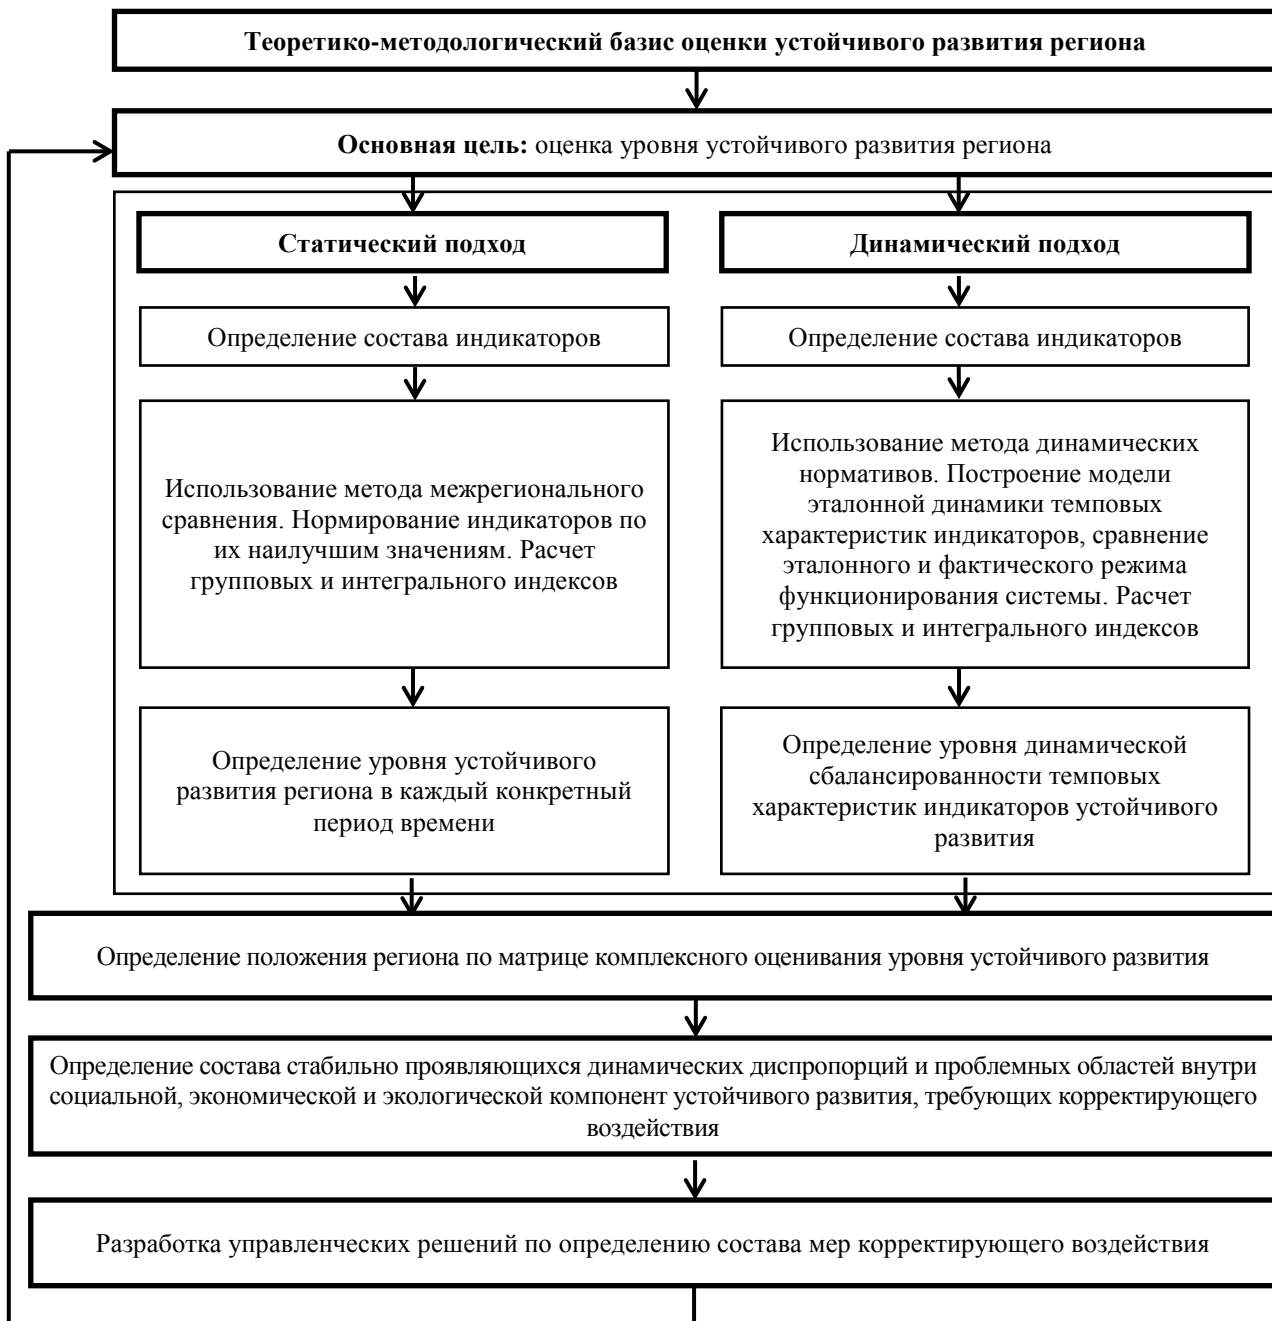 Теоретико-методологический базис оценки устойчивого развития региона
Основная цель: оценка уровня устойчивого развития региона
Статический подход
Определение состава индикаторов
Использование метода межрегионального
сравнения. Нормирование индикаторов по
их наилучшим значениям. Расчет
групповых и интегрального индексов
Определение уровня устойчивого
развития региона в каждый конкретный
период времени
Динамический подход
Определение состава индикаторов
Использование метода динамических
нормативов. Построение модели
эталонной динамики темповых
характеристик индикаторов, сравнение
эталонного и фактического режима
функционирования системы. Расчет
групповых и интегрального индексов
Определение уровня динамической
сбалансированности темповых
характеристик индикаторов устойчивого
развития
Определение положения региона по матрице комплексного оценивания уровня устойчивого развития
Определение состава стабильно проявляющихся динамических диспропорций и проблемных областей внутри
социальной, экономической и экологической компонент устойчивого развития, требующих корректирующего
воздействия
Разработка управленческих решений по определению состава мер корректирующего воздействия